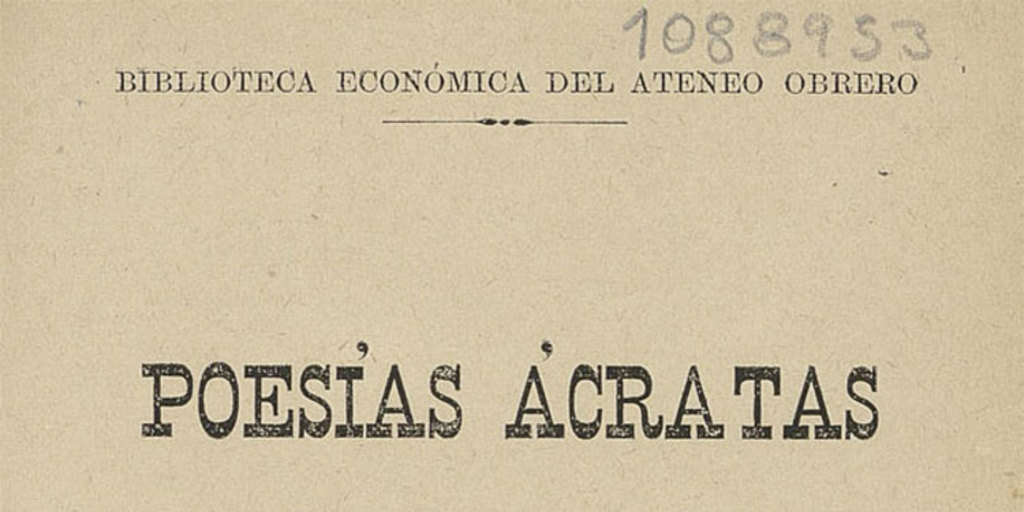 1088953
BIBLIOTECA ECONÓMICA DEL ATENEO OBRERO
POESÍAS ÁCRATAS